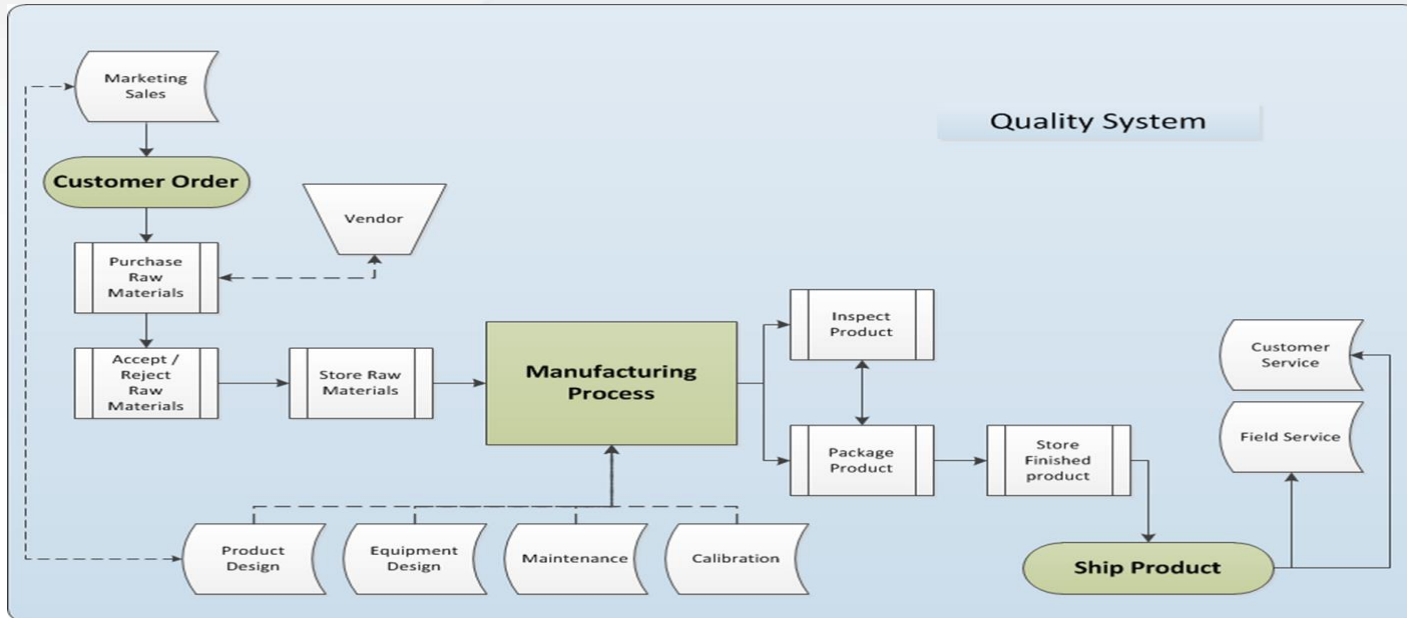 Marketing
Sales
Quality System
Customer Order
Vendor
Purchase
Raw
Materials
Accept /
Reject
Raw
Materials
Store Raw
Materials
Manufacturing
Process
Inspect
Product
Package
Product
Store
Finished
product
Customer
Service
Field Service
Product
Design
Equipment
Design
Maintenance
Calibration
Ship Product